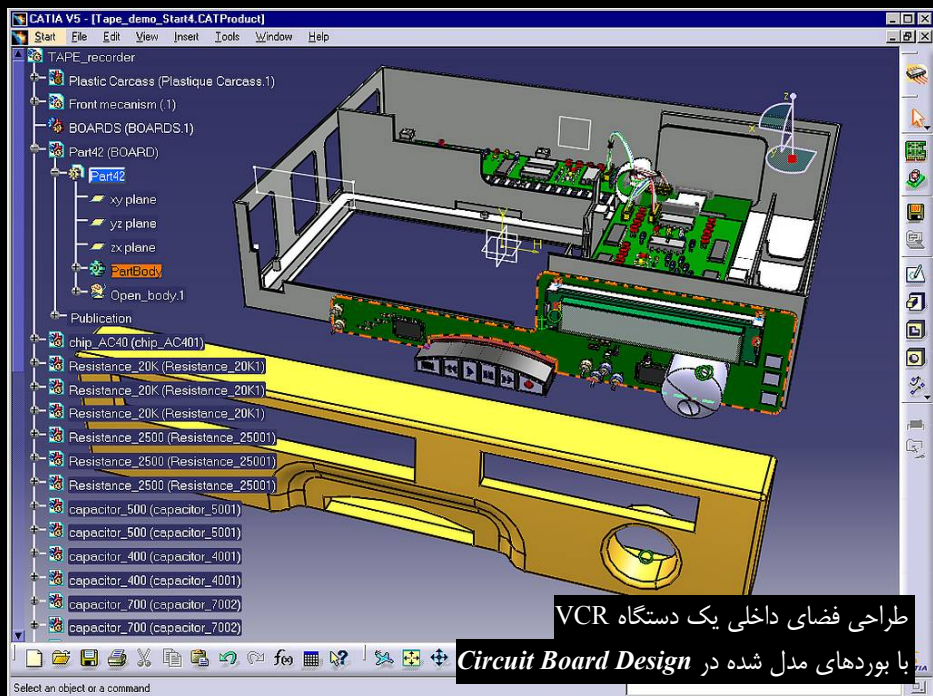 CATIA V5 - [Tape_demo_Start4.CATProduct]
Start File Edit View Insert Tools Window Help
TAPE_recorder
Plastic Carcass (Plastique Carcass.1)
Front mecanism (.1)
BOARDS (BOARDS.1)
Part42 (BOARD)
Part42
xy plane
yz plane
zx plane
PartBody
Open_body.1
Publication
chip_AC40 (chip_AC401)
Resistance_20K (Resistance_20K1)
Resistance_20K (Resistance_20K1)
Resistance_20K (Resistance_20K1)
Resistance_2500 (Resistance_25001)
Resistance_2500 (Resistance_25001)
Resistance_2500 (Resistance_25001)
capacitor_500 (capacitor_5001)
capacitor_500 (capacitor_5001)
capacitor_400 (capacitor_4001)
capacitor_400 (capacitor_4001)
capacitor_700 (capacitor_7002)
capacitor_700 (capacitor_7002)
z
x
y
Y
H
طراحی فضای داخلی یک دستگاه VCR
با بوردهای مدل شده در Circuit Board Design
Select an object or a command